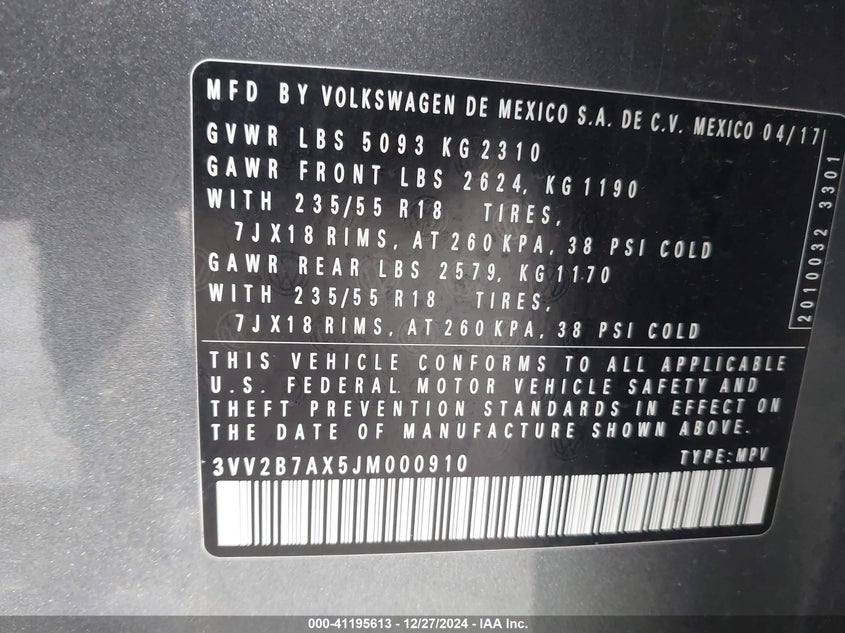 MFD BY VOLKSWAGEN DE MEXICO S.A. DE C.V. MEXICO 04/17
GVWR LBS 5093 KG 2310
GAWR FRONT LBS 2624, KG 1190
WITH 235/55 R18 TIRES,
7JX18 RIMS, AT 260 KPA, 38 PSI COLD
GAWR REAR LBS 2579, KG 1170
WITH 235/55 R18 TIRES,
7JX18 RIMS, AT 260 KPA, 38 PSI COLD
2010032 3301
THIS VEHICLE CONFORMS TO ALL APPLICABLE
U.S. FEDERAL MOTOR VEHICLE SAFETY AND
THEFT PREVENTION STANDARDS IN EFFECT ON
THE DATE OF MANUFACTURE SHOWN ABOVE.
3VV2B7AX5JM000910 TYPE: MPV
000-41195613 - 12/27/2024 - IAA Inc.